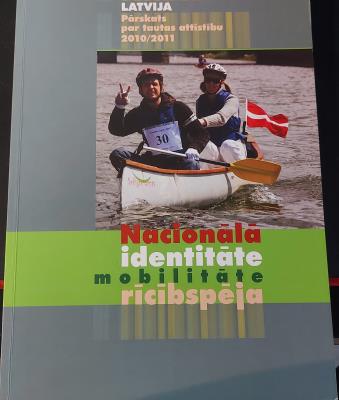 LATVIJA
Pārskats
par tautas attīstību
2010/2011
30
Nacionālā
identitāte
mobilitāte
rīcībspēja